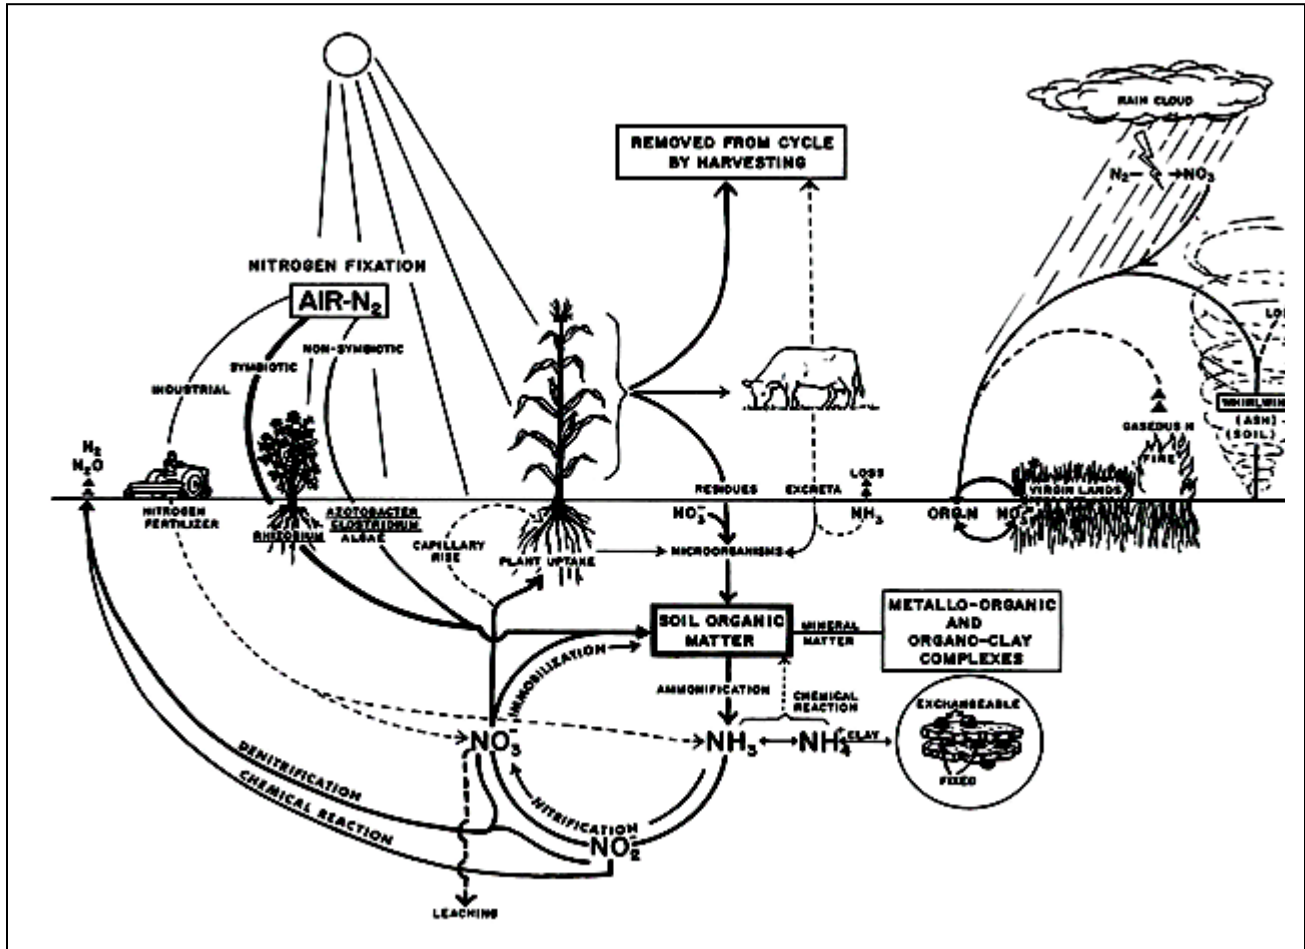 RAIN CLOUD
N2 → NO3
REMOVED FROM CYCLE
BY HARVESTING
NITROGEN FIXATION
AIR-N2
NON-SYMBIOTIC
SYMBIOTIC
INDUSTRIAL
(ASH)
(SOIL)
GASEOUS N
FIRE
N2O
LOSS
NH3
RESIDUES
EXCRETA
VIRGIN LANDS
NITROGEN
FERTILIZER
RHIZOBIUM
AZOTOBACTER
CLOSTRIDIUM
ALGAE
CAPILLARY
RISE
PLANT UPTAKE
NO3-
MICROORGANISMS
ORG.N
NO3-
SOIL ORGANIC
MATTER
MINERAL
MATTER
METALLO-ORGANIC
AND
ORGANO-CLAY
COMPLEXES
IMMOBILIZATION
AMMONIFICATION
CHEMICAL
REACTION
EXCHANGEABLE
FIXED
NO3-
NH3
NH4+
CLAY
DENITRIFICATION
CHEMICAL REACTION
NITRIFICATION
NO2-
LEACHING